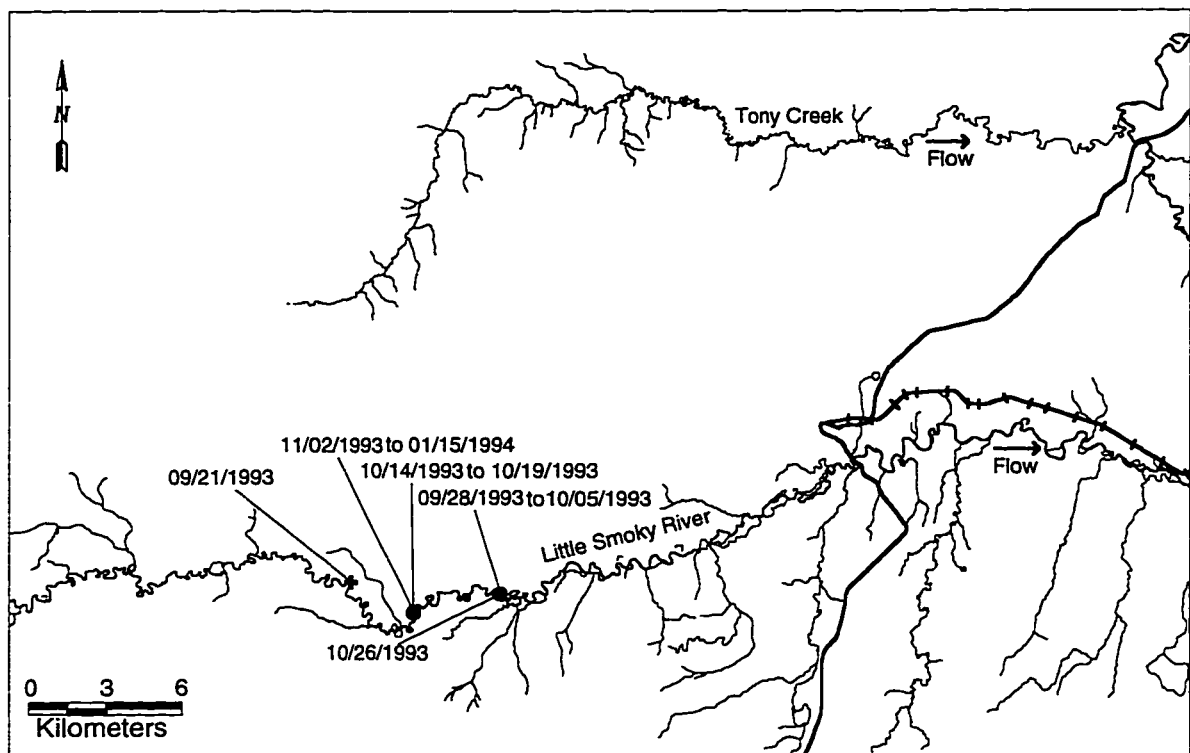 N
Tony Creek
Flow
11/02/1993 to 01/15/1994
10/14/1993 to 10/19/1993
09/21/1993
09/28/1993 to 10/05/1993
Flow
Little Smoky River
10/26/1993
0 3 6
Kilometers